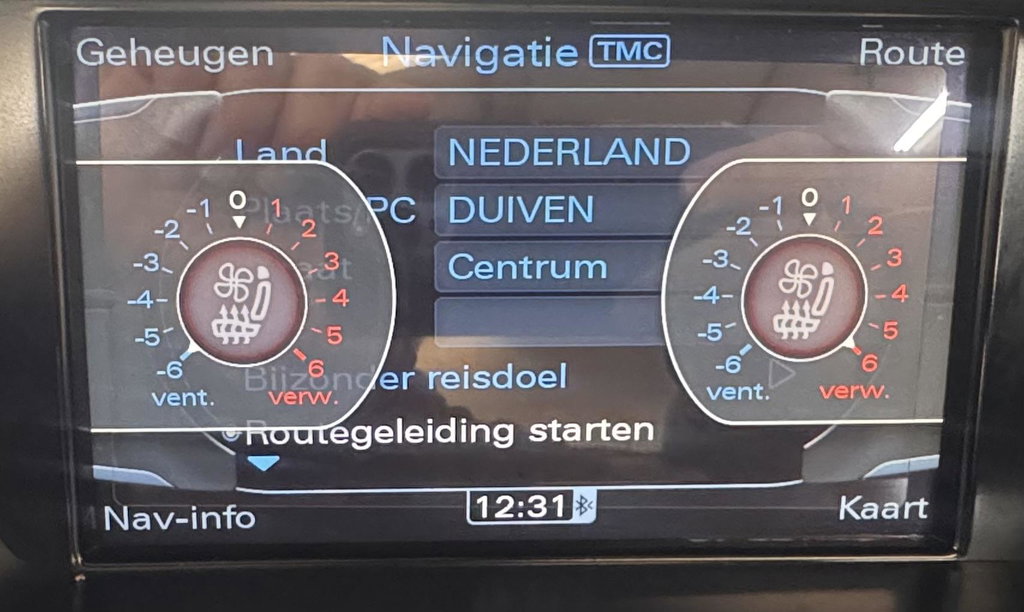 Geheugen Navigatie TMC Route
Land NEDERLAND
Plaats/PC DUIVEN
Centrum
Bijzonder reisdoel
Routegeleiding starten
-6 -5 -4 -3 -2 -1 0 1 2 3 4 5 6
vent. verw.
-6 -5 -4 -3 -2 -1 0 1 2 3 4 5 6
vent. verw.
Nav-info 12:31 Kaart